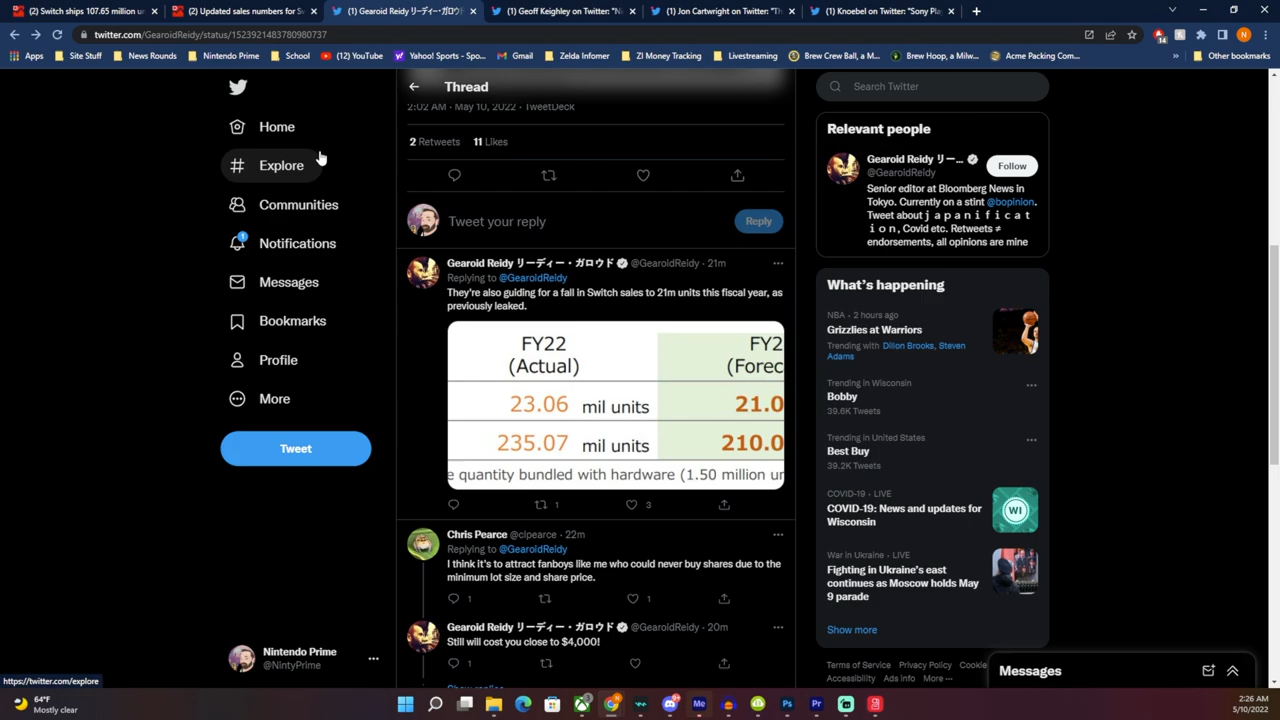 (2) Switch ships 107.65 million un
(2) Updated sales numbers for S
(1) Gearoid Reidy リーディー・ガロウド
(1) Geoff Keighley on Twitter: "Ni
(1) Jon Cartwright on Twitter: "Th
(1) Knoebel on Twitter: "Sony Play
twitter.com/GearoidReidy/status/1523921483780980737
Apps
Site Stuff
News Rounds
Nintendo Prime
School
(12) YouTube
Yahoo! Sports - Spo...
Gmail
Zelda Infomer
ZI Money Tracking
Livestreaming
Brew Crew Ball, a M...
Brew Hoop, a Milw...
Acme Packing Com...
Other bookmarks
Home
Explore
Communities
1
Notifications
Messages
Bookmarks
Profile
More
Tweet
Nintendo Prime
@NintyPrime
https://twitter.com/explore
Thread
2:02 AM · May 10, 2022 · TweetDeck
2 Retweets 11 Likes
Tweet your reply
Reply
Gearoid Reidy リーディー・ガロウド @GearoidReidy · 21m
Replying to @GearoidReidy
They're also guiding for a fall in Switch sales to 21m units this fiscal year, as
previously leaked.
FY22 FY2
(Actual) (Forec
23.06 mil units 21.0
235.07 mil units 210.0
e quantity bundled with hardware (1.50 million un
1 3
Chris Pearce @clpearce · 22m
Replying to @GearoidReidy
I think it's to attract fanboys like me who could never buy shares due to the
minimum lot size and share price.
1 1
Gearoid Reidy リーディー・ガロウド @GearoidReidy · 20m
Still will cost you close to $4,000!
1
Show replies
Search Twitter
Relevant people
Gearoid Reidy リー...
@GearoidReidy
Follow
Senior editor at Bloomberg News in
Tokyo. Currently on a stint @bopinion.
Tweet about ｊａｐａｎｉｆｉｃａｔ
ｉｏｎ, Covid etc. Retweets ≠
endorsements, all opinions are mine
What's happening
NBA · 2 hours ago
Grizzlies at Warriors
Trending with Dillon Brooks, Steven
Adams
Trending in Wisconsin
Bobby
39.6K Tweets
Trending in United States
Best Buy
39.2K Tweets
COVID-19 · LIVE
COVID-19: News and updates for
Wisconsin
WI
War in Ukraine · LIVE
Fighting in Ukraine's east
continues as Moscow holds May
9 parade
Show more
Terms of Service Privacy Policy Cookie
Accessibility Ads info More ···
Messages
64°F
Mostly clear
2:26 AM
5/10/2022